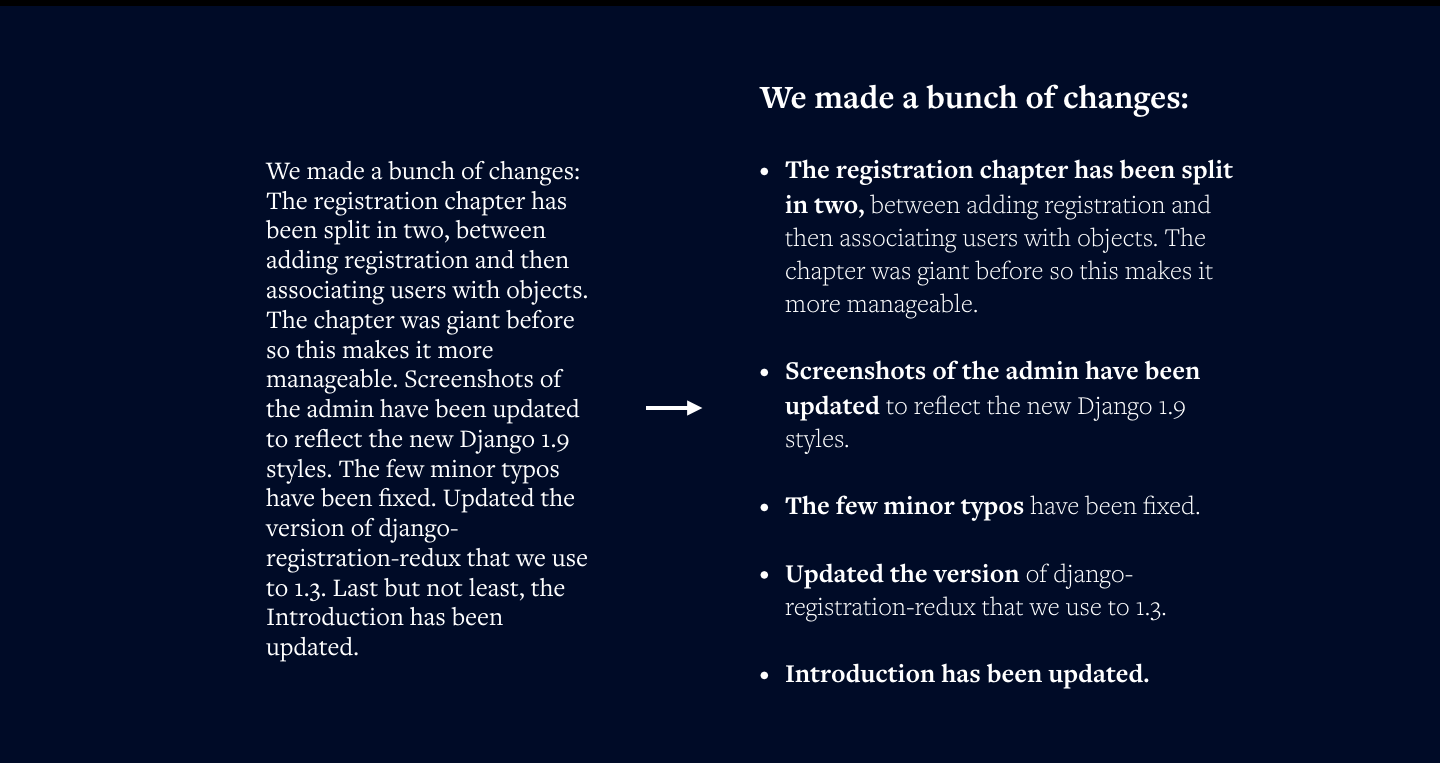 We made a bunch of changes:
The registration chapter has
been split in two, between
adding registration and then
associating users with objects.
The chapter was giant before
so this makes it more
manageable. Screenshots of
the admin have been updated
to reflect the new Django 1.9
styles. The few minor typos
have been fixed. Updated the
version of django-
registration-redux that we use
to 1.3. Last but not least, the
Introduction has been
updated.
We made a bunch of changes:
• The registration chapter has been split
in two, between adding registration and
then associating users with objects. The
chapter was giant before so this makes it
more manageable.
• Screenshots of the admin have been
updated to reflect the new Django 1.9
styles.
• The few minor typos have been fixed.
• Updated the version of django-
registration-redux that we use to 1.3.
• Introduction has been updated.